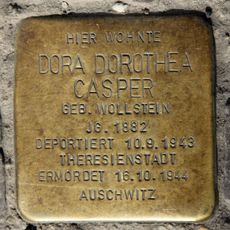 HIER WOHNTE
DORA DOROTHEA
CASPER
GEB. WOLLSTEIN
JG. 1882
DEPORTIERT 10.9.1943
THERESIENSTADT
ERMORDET 16.10.1944
AUSCHWITZ